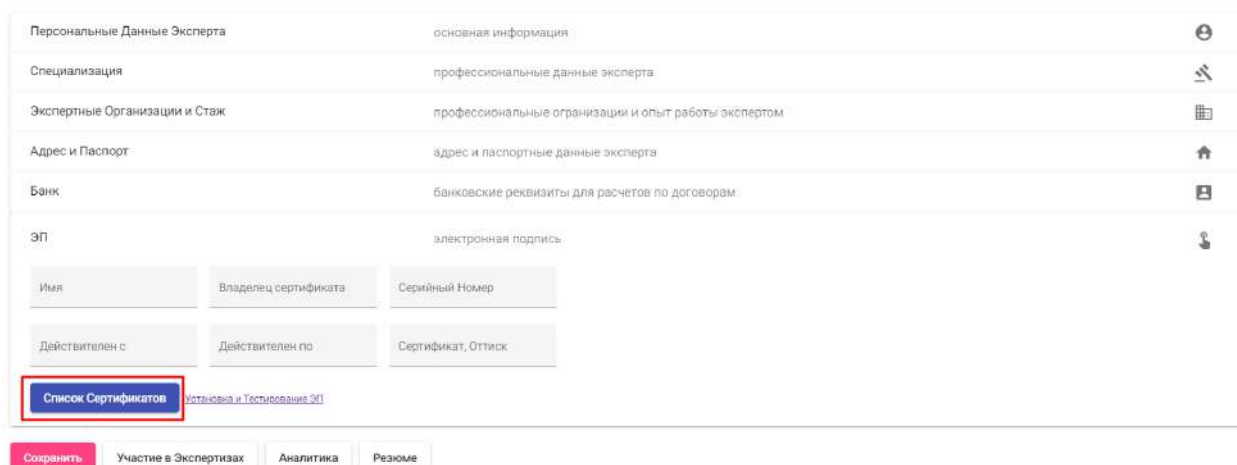 Персональные Данные Эксперта основная информация
Специализация профессиональные данные эксперта
Экспертные Организации и Стаж профессиональные огранизации и опыт работы экспертом
Адрес и Паспорт адрес и паспортные данные эксперта
Банк банковские реквизиты для расчетов по договорам
ЭП электронная подпись
Имя Владелец сертификата Серийный Номер
Действителен с Действителен по Сертификат, Оттиск
Список Сертификатов Установка и Тестирование ЭП
Сохранить Участие в Экспертизах Аналитика Резюме